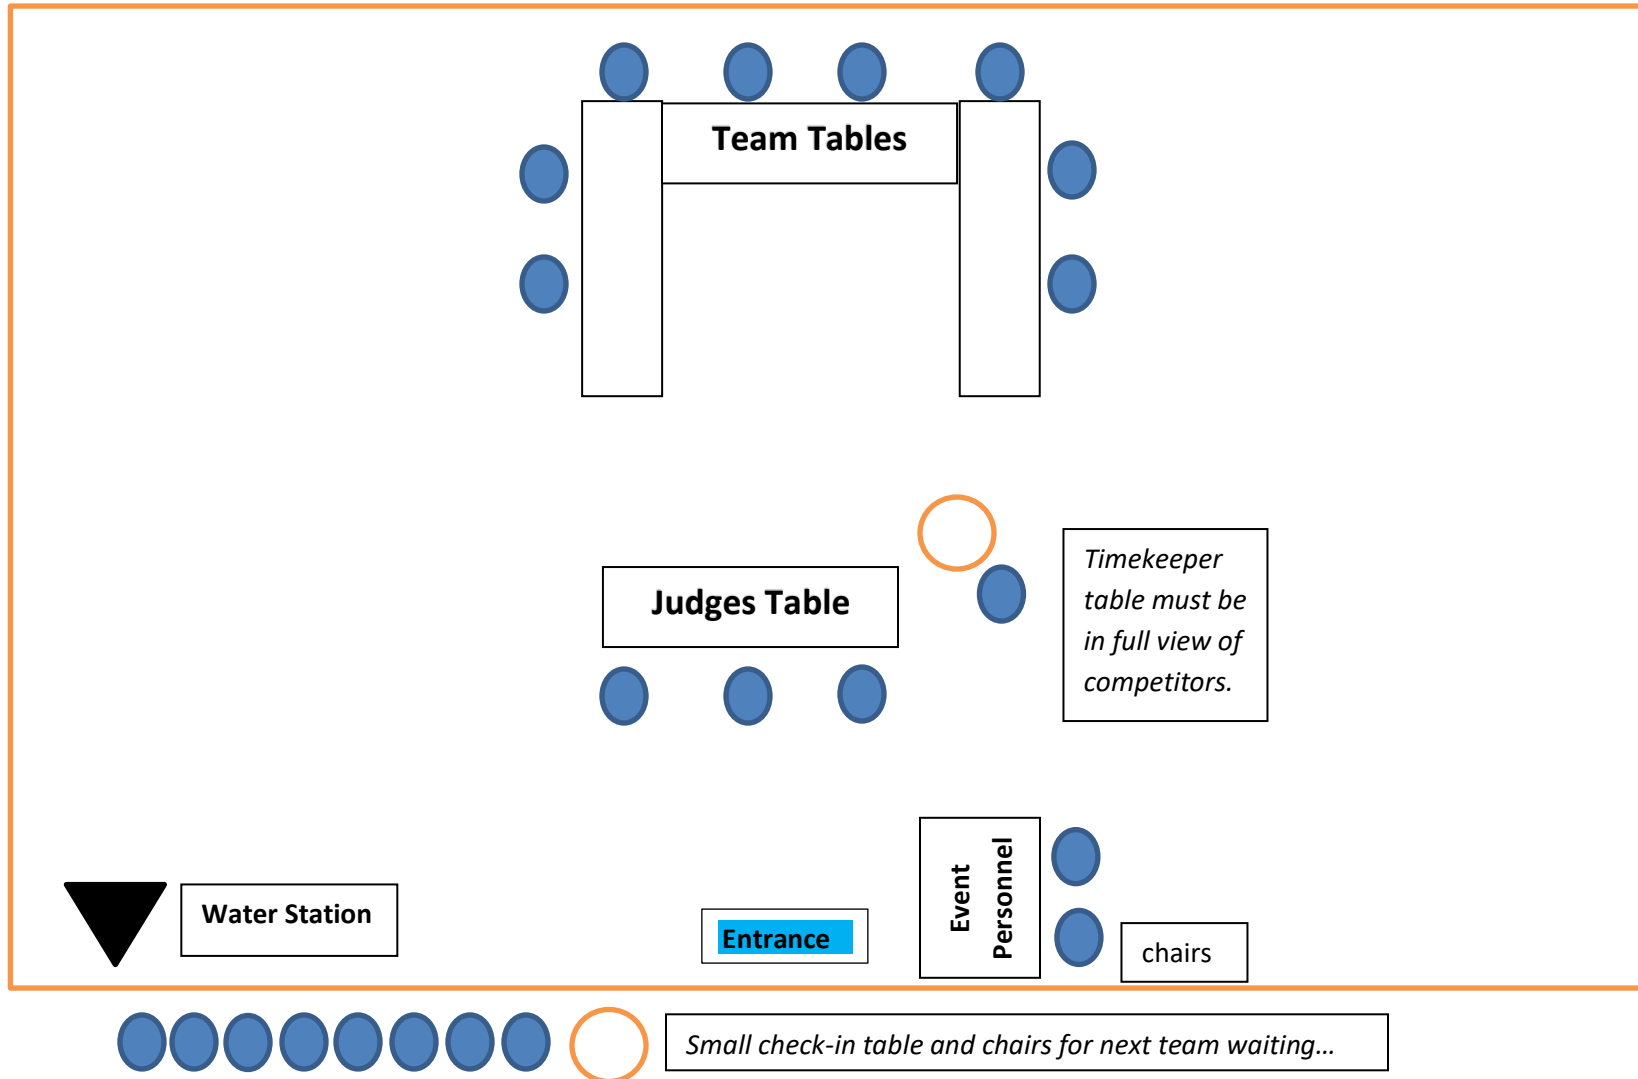 Team Tables
Timekeeper
table must be
in full view of
competitors.
Judges Table
Event
Personnel
Water Station
Entrance
chairs
Small check-in table and chairs for next team waiting…